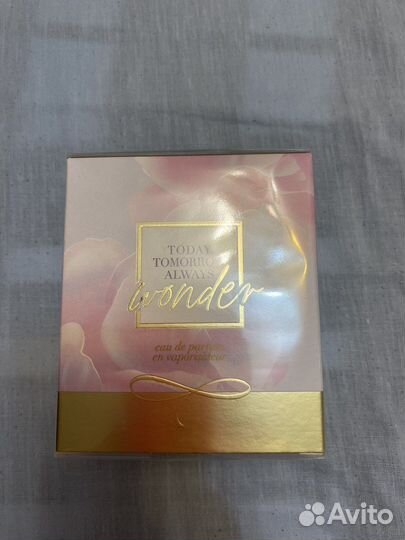 TODAY
TOMORRO
ALWAYS
wonder
eau de parfum
en vaporisateur
Avito